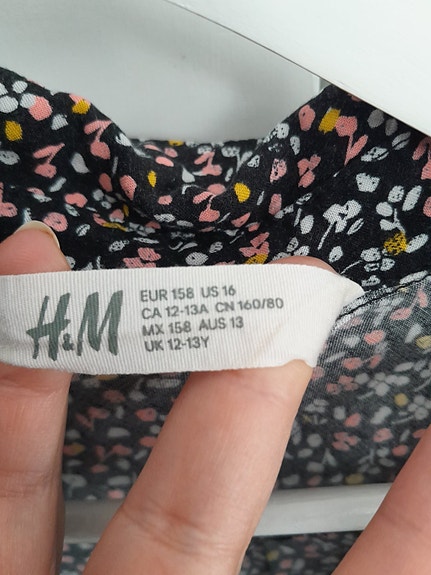 H&M
EUR 158 US 16
CA 12-13A CN 160/80
MX 158 AUS 13
UK 12-13Y